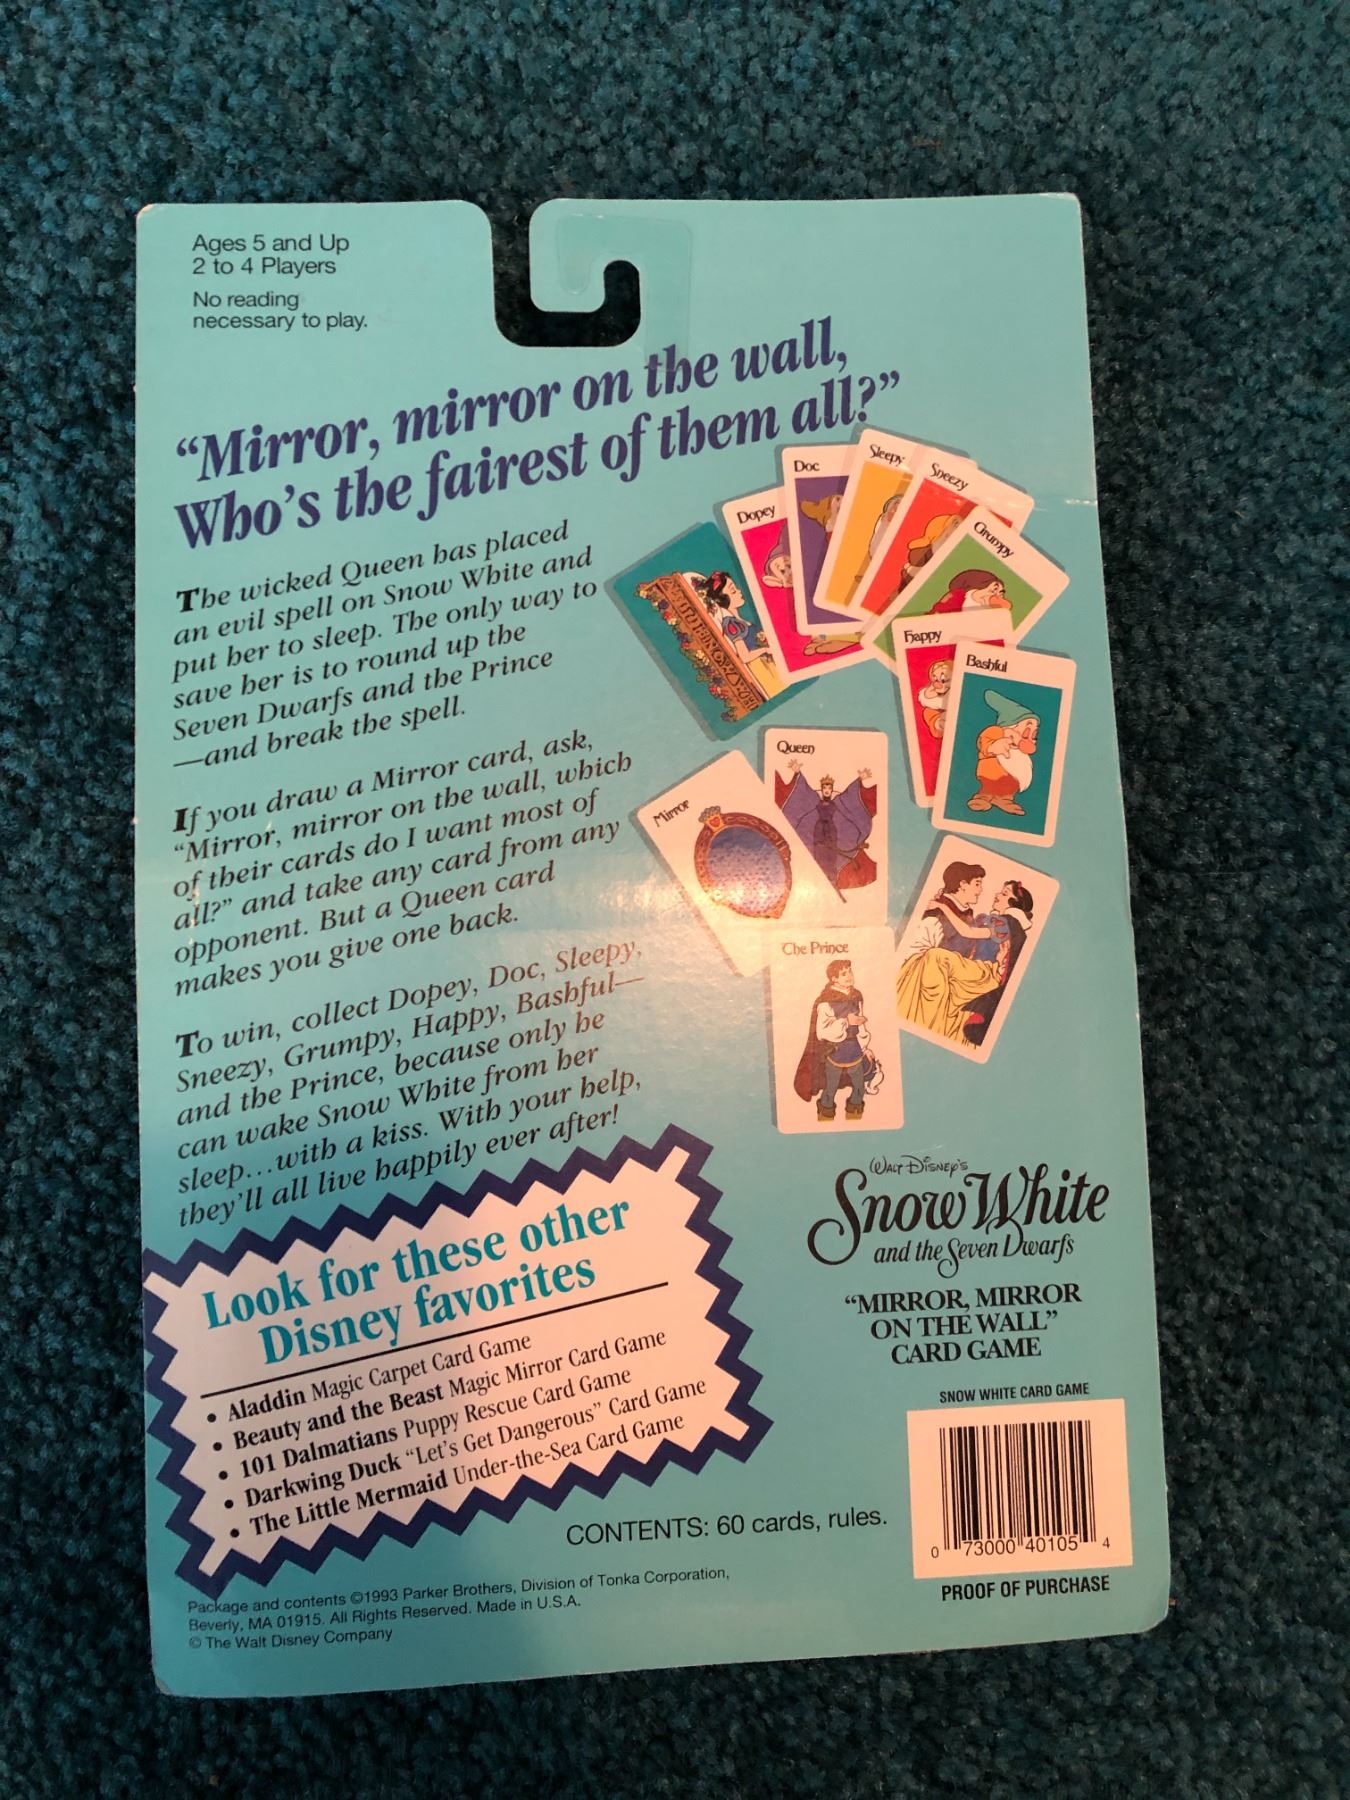 Ages 5 and Up
2 to 4 Players
No reading
necessary to play.
“Mirror, mirror on the wall,
Who's the fairest of them all?”
The wicked Queen has placed
an evil spell on Snow White and
put her to sleep. The only way to
save her is to round up the
Seven Dwarfs and the Prince
—and break the spell.
If you draw a Mirror card, ask,
“Mirror, mirror on the wall, which
of their cards do I want most of
all?” and take any card from any
opponent. But a Queen card
makes you give one back.
To win, collect Dopey, Doc, Sleepy,
Sneezy, Grumpy, Happy, Bashful—
and the Prince, because only he
can wake Snow White from her
sleep...with a kiss. With your help,
they'll all live happily ever after!
Dopey
Doc
Sleepy
Sneezy
Grumpy
Happy
Bashful
Queen
Mirror
The Prince
Look for these other
Disney favorites
• Aladdin Magic Carpet Card Game
• Beauty and the Beast Magic Mirror Card Game
• 101 Dalmatians Puppy Rescue Card Game
• Darkwing Duck “Let's Get Dangerous” Card Game
• The Little Mermaid Under-the-Sea Card Game
WALT DISNEY'S
Snow White
and the Seven Dwarfs
“MIRROR, MIRROR
ON THE WALL”
CARD GAME
SNOW WHITE CARD GAME
0 73000 40105 4
PROOF OF PURCHASE
CONTENTS: 60 cards, rules.
Package and contents ©1993 Parker Brothers, Division of Tonka Corporation,
Beverly, MA 01915. All Rights Reserved. Made in U.S.A.
© The Walt Disney Company